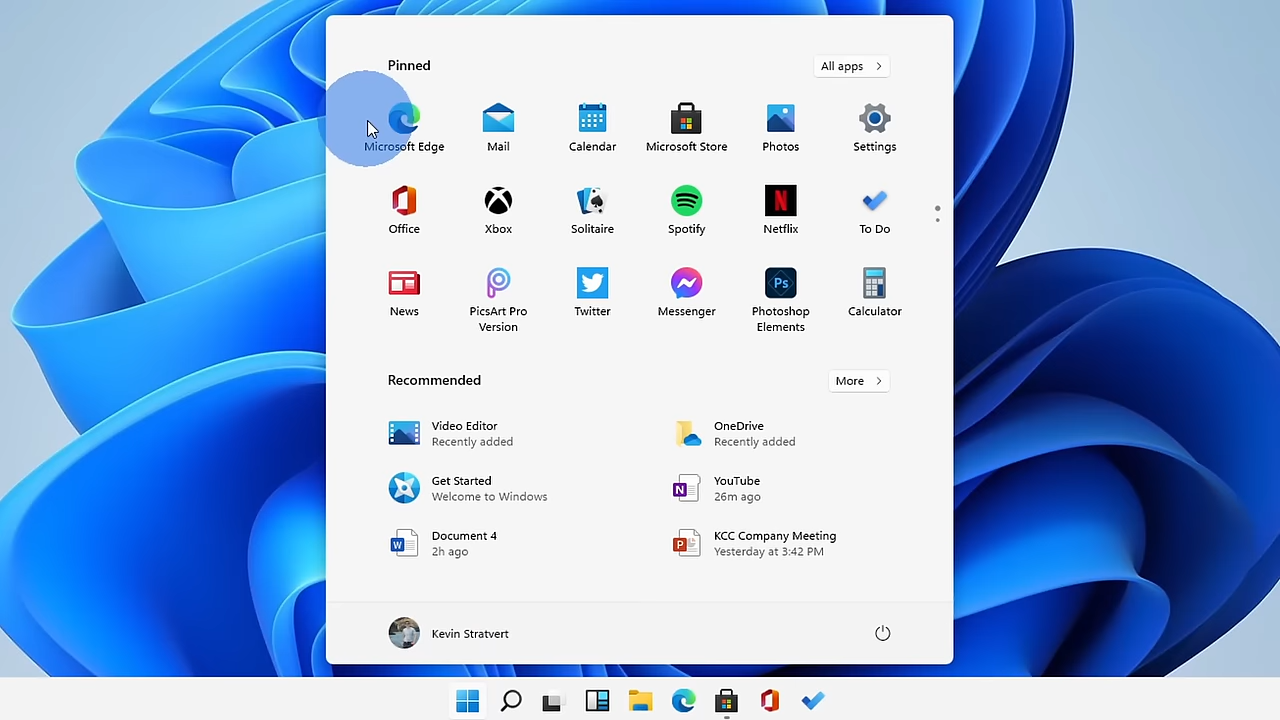 Pinned
All apps
Microsoft Edge
Mail
Calendar
Microsoft Store
Photos
Settings
Office
Xbox
Solitaire
Spotify
Netflix
To Do
News
PicsArt Pro
Version
Twitter
Messenger
Ps
Photoshop
Elements
Calculator
Recommended
More
Video Editor
Recently added
OneDrive
Recently added
Get Started
Welcome to Windows
N
YouTube
26m ago
W
Document 4
2h ago
P
KCC Company Meeting
Yesterday at 3:42 PM
Kevin Stratvert